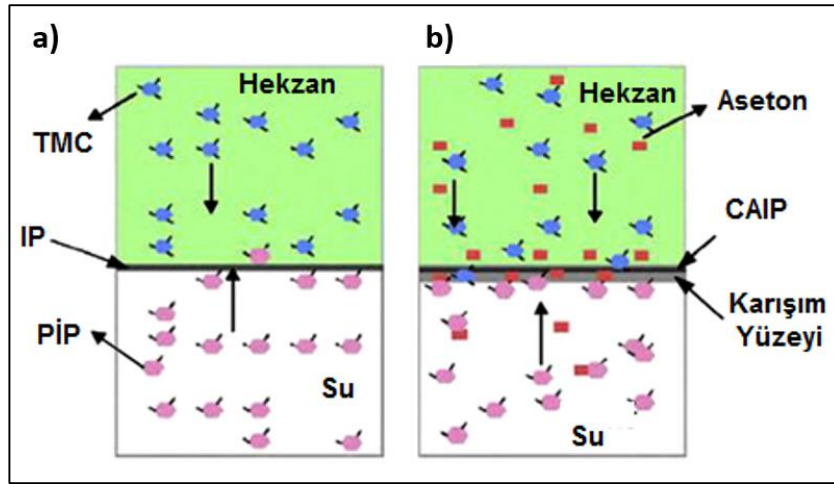 a)
Hekzan
TMC
IP
PİP
Su
b)
Hekzan
Aseton
CAIP
Karışım
Yüzeyi
Su